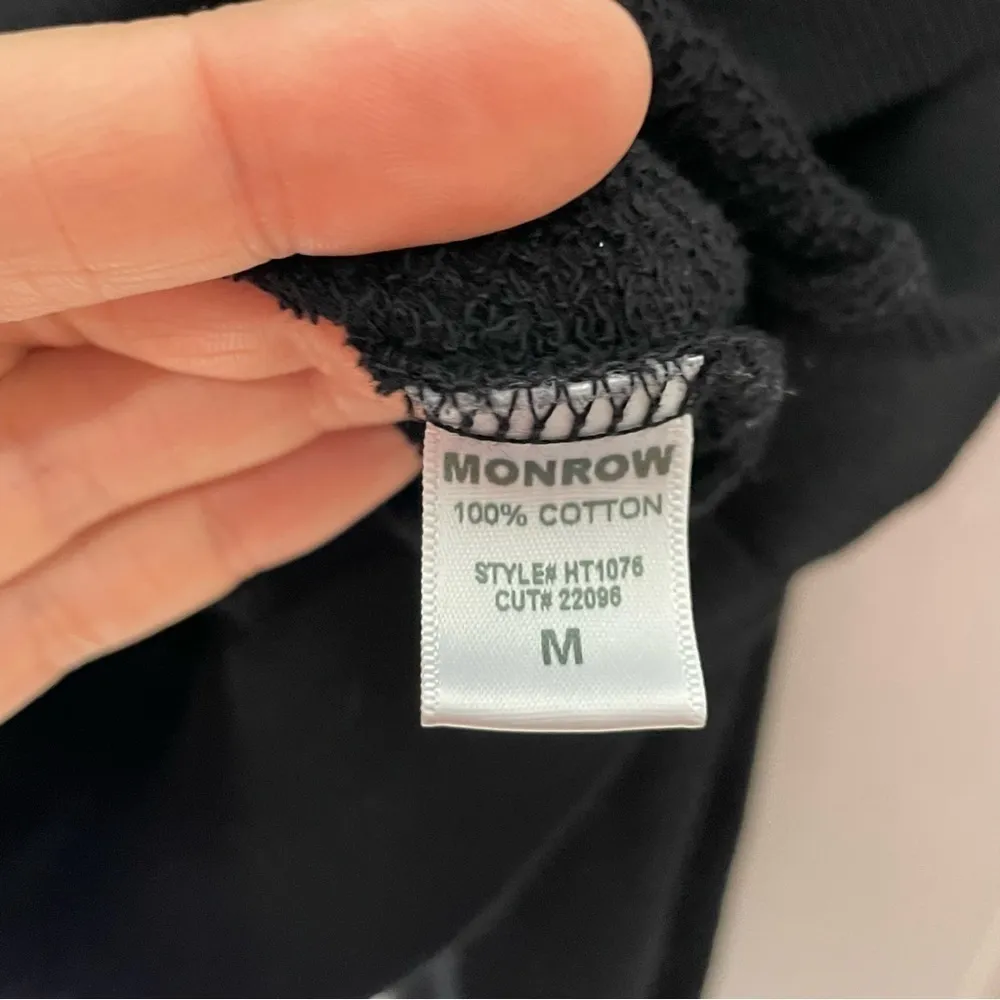 MONROW
100% COTTON
STYLE# HT1076
CUT# 22096
M